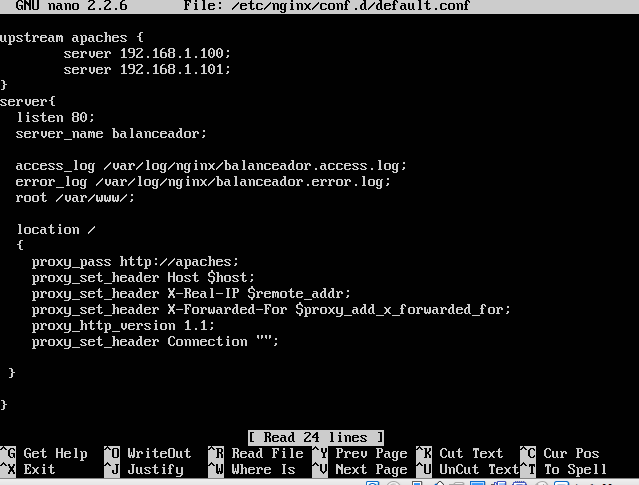 GNU nano 2.2.6 File: /etc/nginx/conf.d/default.conf
upstream apaches {
server 192.168.1.100;
server 192.168.1.101;
}
server{
listen 80;
server_name balanceador;
access_log /var/log/nginx/balanceador.access.log;
error_log /var/log/nginx/balanceador.error.log;
root /var/www/;
location /
{
proxy_pass http://apaches;
proxy_set_header Host $host;
proxy_set_header X-Real-IP $remote_addr;
proxy_set_header X-Forwarded-For $proxy_add_x_forwarded_for;
proxy_http_version 1.1;
proxy_set_header Connection "";
}
}
[ Read 24 lines ]
^G Get Help ^O WriteOut ^R Read File ^Y Prev Page ^K Cut Text ^C Cur Pos
^X Exit ^J Justify ^W Where Is ^V Next Page ^U UnCut Text ^T To Spell